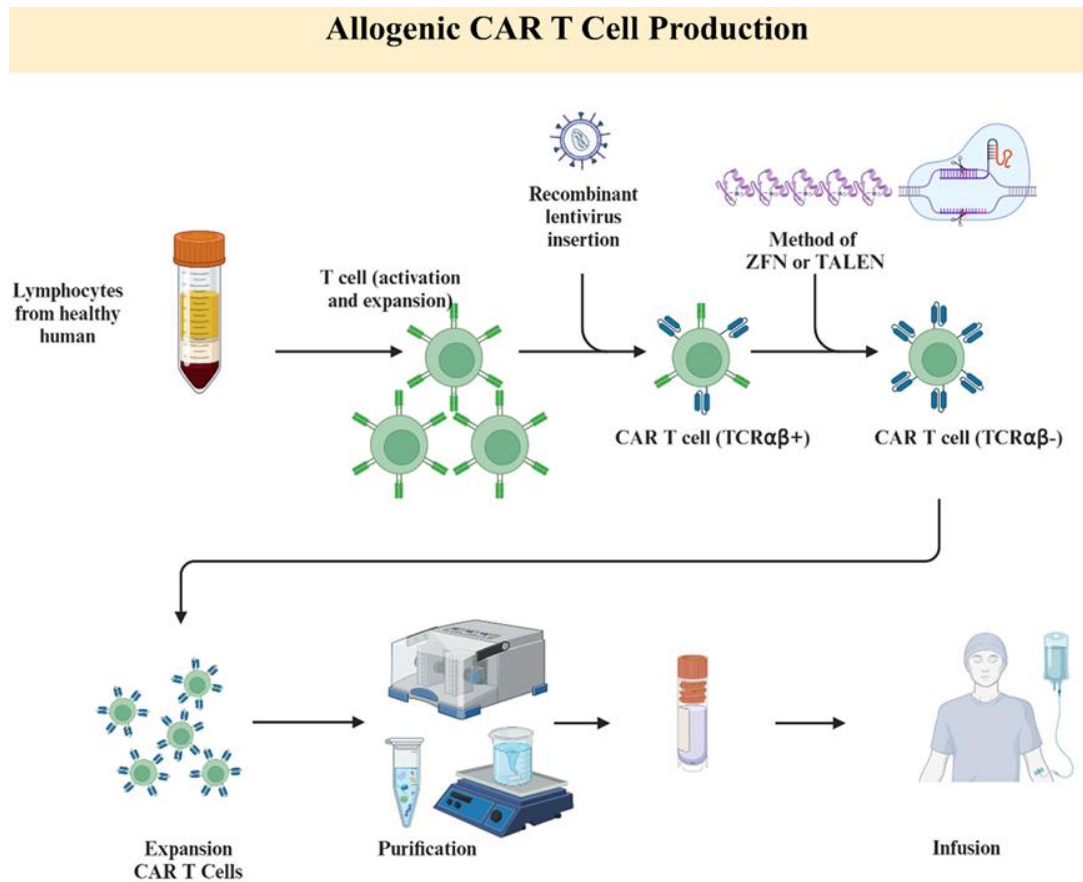 Allogenic CAR T Cell Production
Recombinant
lentivirus
insertion
Method of
ZFN or TALEN
Lymphocytes
from healthy
human
T cell (activation
and expansion)
CAR T cell (TCRαβ+)
CAR T cell (TCRαβ-)
Expansion
CAR T Cells
Purification
Infusion